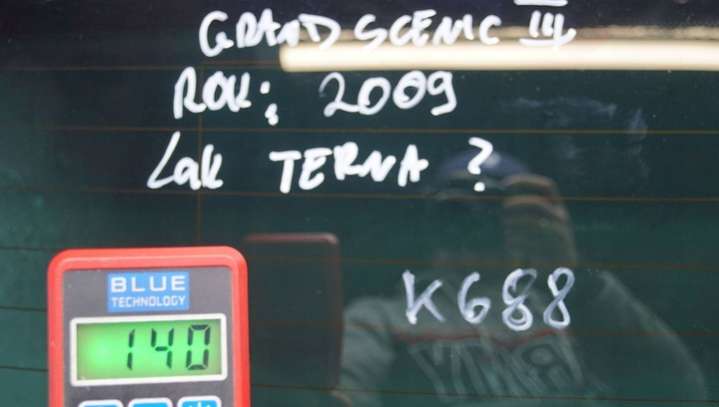 GRAND SCENIC III
ROK: 2009
Lak TERNA ?
K688
BLUE
TECHNOLOGY
140